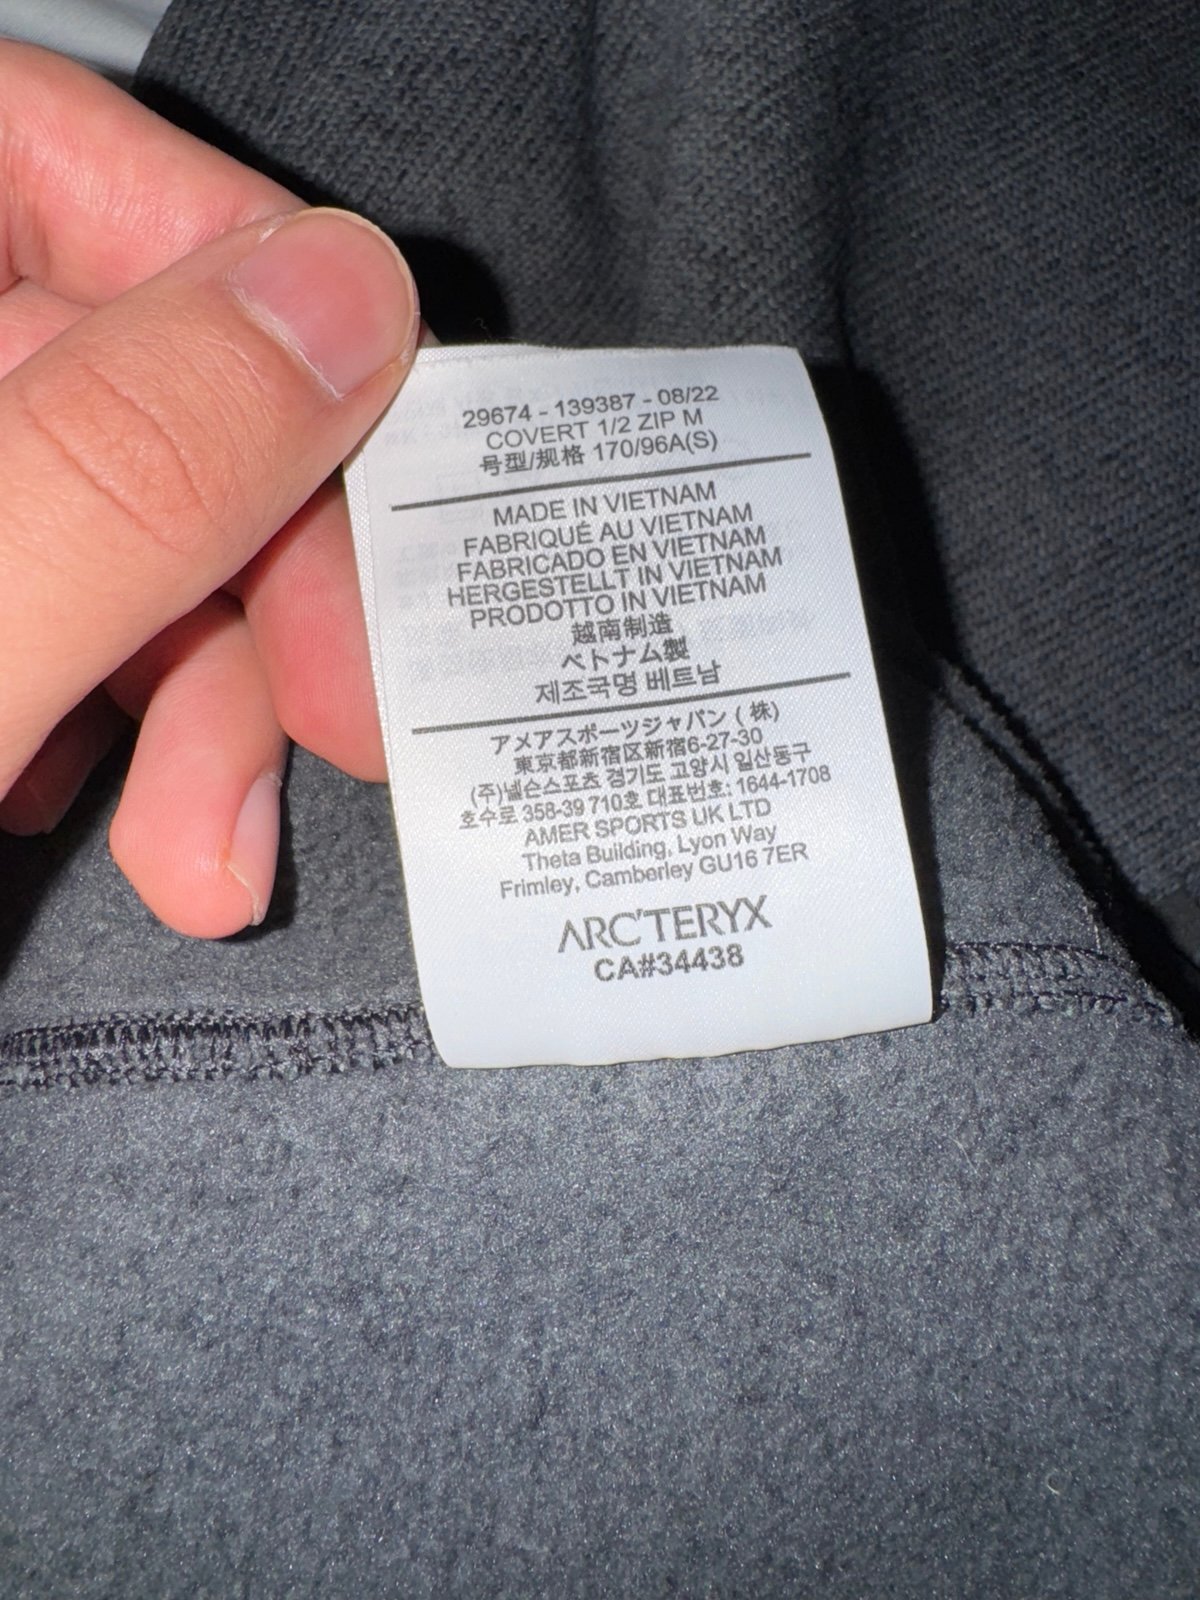 29674 - 139387 - 08/22
COVERT 1/2 ZIP M
号型/规格 170/96A(S)
MADE IN VIETNAM
FABRIQUÉ AU VIETNAM
FABRICADO EN VIETNAM
HERGESTELLT IN VIETNAM
PRODOTTO IN VIETNAM
越南制造
ベトナム製
제조국명 베트남
アメアスポーツジャパン ( 株)
東京都新宿区新宿6-27-30
(주)넬슨스포츠 경기도 고양시 일산동구
호수로 358-39 710호 대표번호: 1644-1708
AMER SPORTS UK LTD
Theta Building, Lyon Way
Frimley, Camberley GU16 7ER
ARC'TERYX
CA#34438